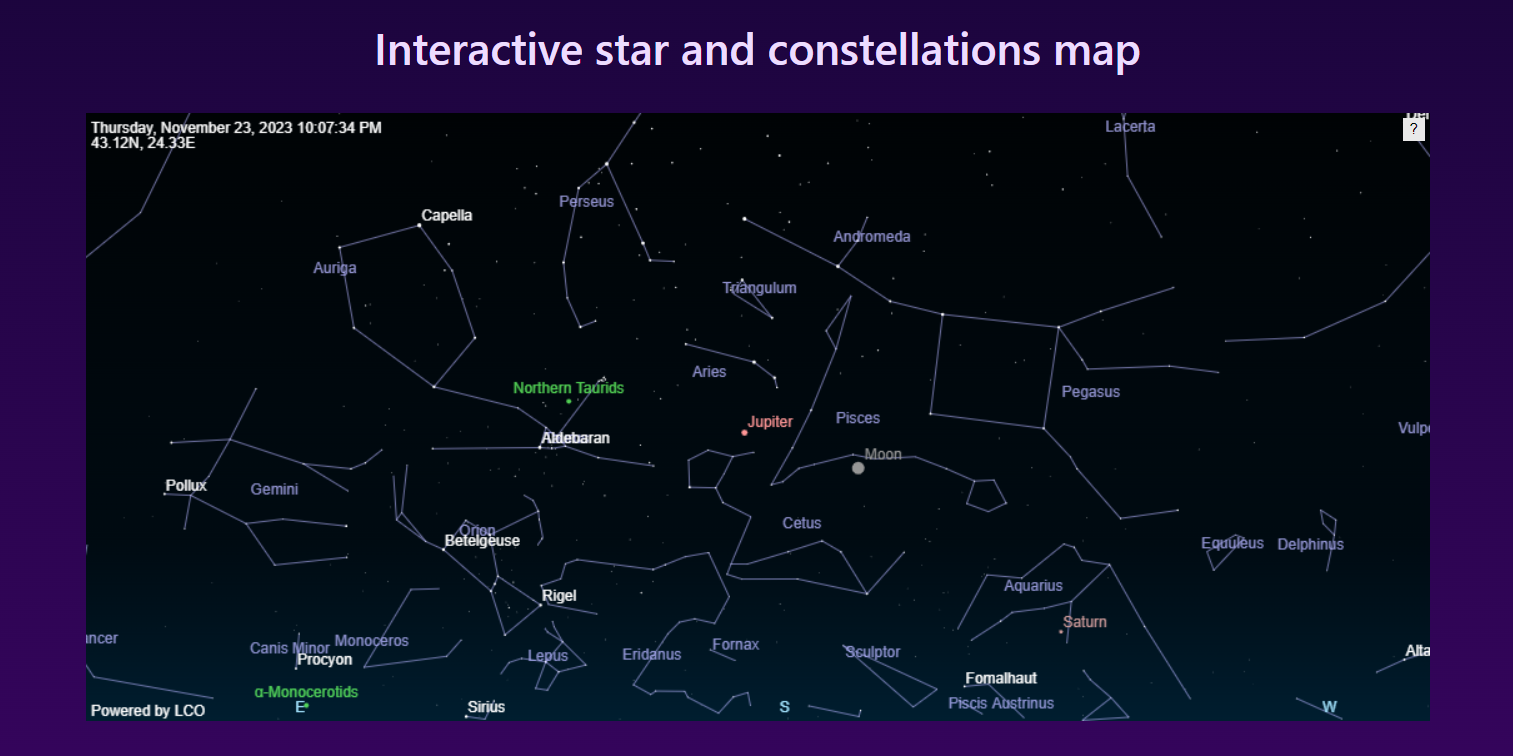 Interactive star and constellations map
Thursday, November 23, 2023 10:07:34 PM
43.12N, 24.33E
?
Lacerta
Perseus
Capella
Andromeda
Auriga
Triangulum
Aries
Northern Taurids
Pegasus
Jupiter
Pisces
Vulpe
Aldebaran
Moon
Pollux
Gemini
Cetus
Orion
Betelgeuse
Equuleus
Delphinus
Aquarius
Rigel
Saturn
ancer
Canis Minor
Monoceros
Fornax
Lepus
Eridanus
Sculptor
Alta
Procyon
Fomalhaut
α-Monocerotids
Piscis Austrinus
Powered by LCO
E
Sirius
S
W